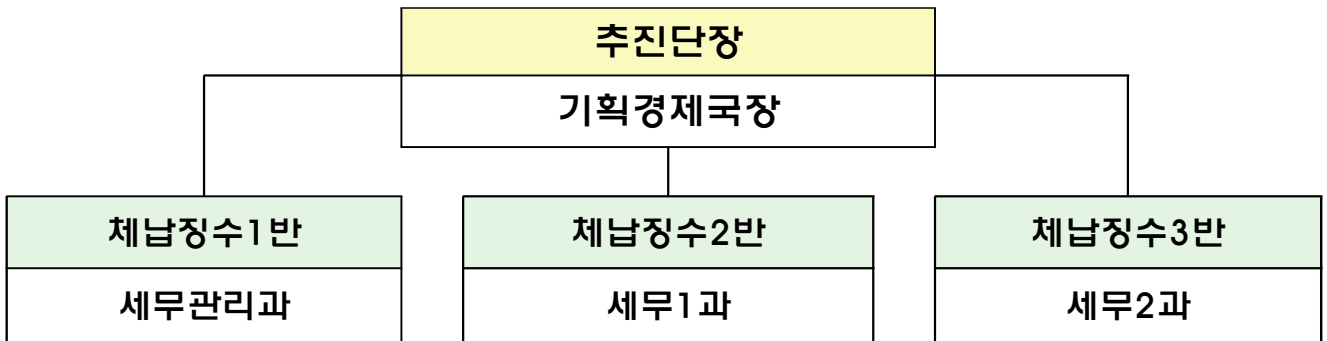 추진단장
기획경제국장
체납징수1반
체납징수2반
체납징수3반
세무관리과
세무1과
세무2과